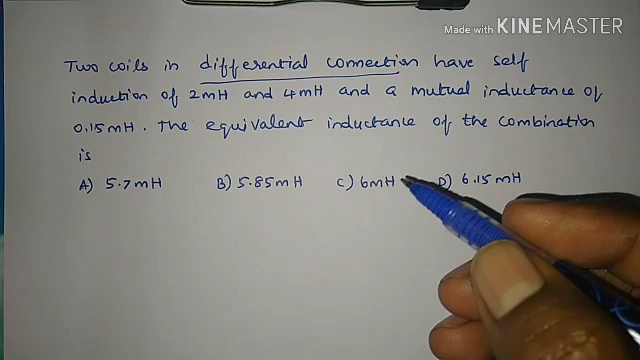 Made with KINEMASTER
Two coils in differential connection have self
induction of 2mH and 4mH and a mutual inductance of
0.15mH. The equivalent inductance of the combination
is
A) 5.7mH B) 5.85mH C) 6mH D) 6.15mH